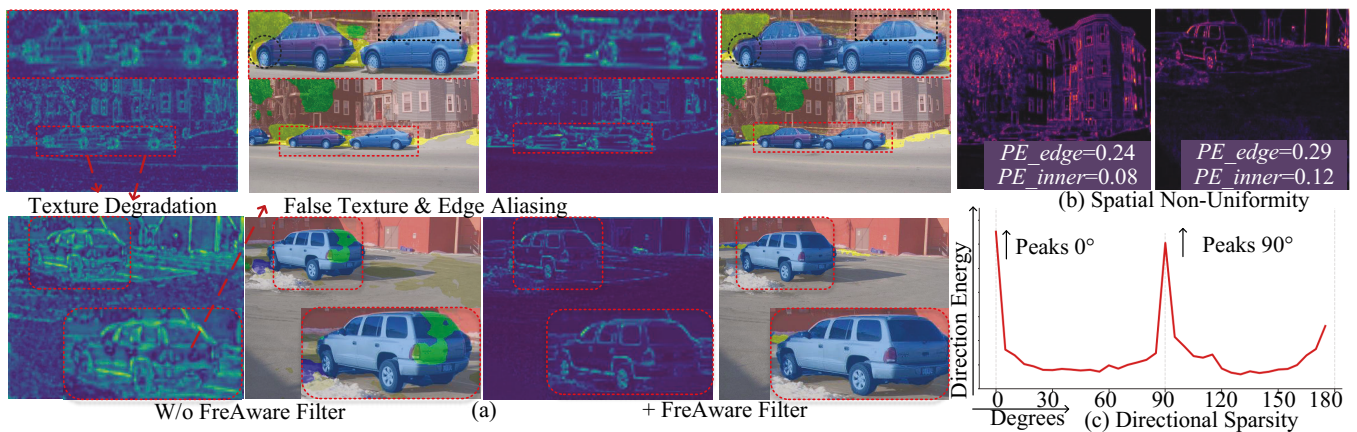 PE_edge=0.24
PE_inner=0.08
PE_edge=0.29
PE_inner=0.12
(b) Spatial Non-Uniformity
Texture Degradation
False Texture & Edge Aliasing
W/o FreAware Filter
(a)
+ FreAware Filter
Direction Energy
Peaks 0°
Peaks 90°
0 30 60 90 120 150 180
Degrees
(c) Directional Sparsity